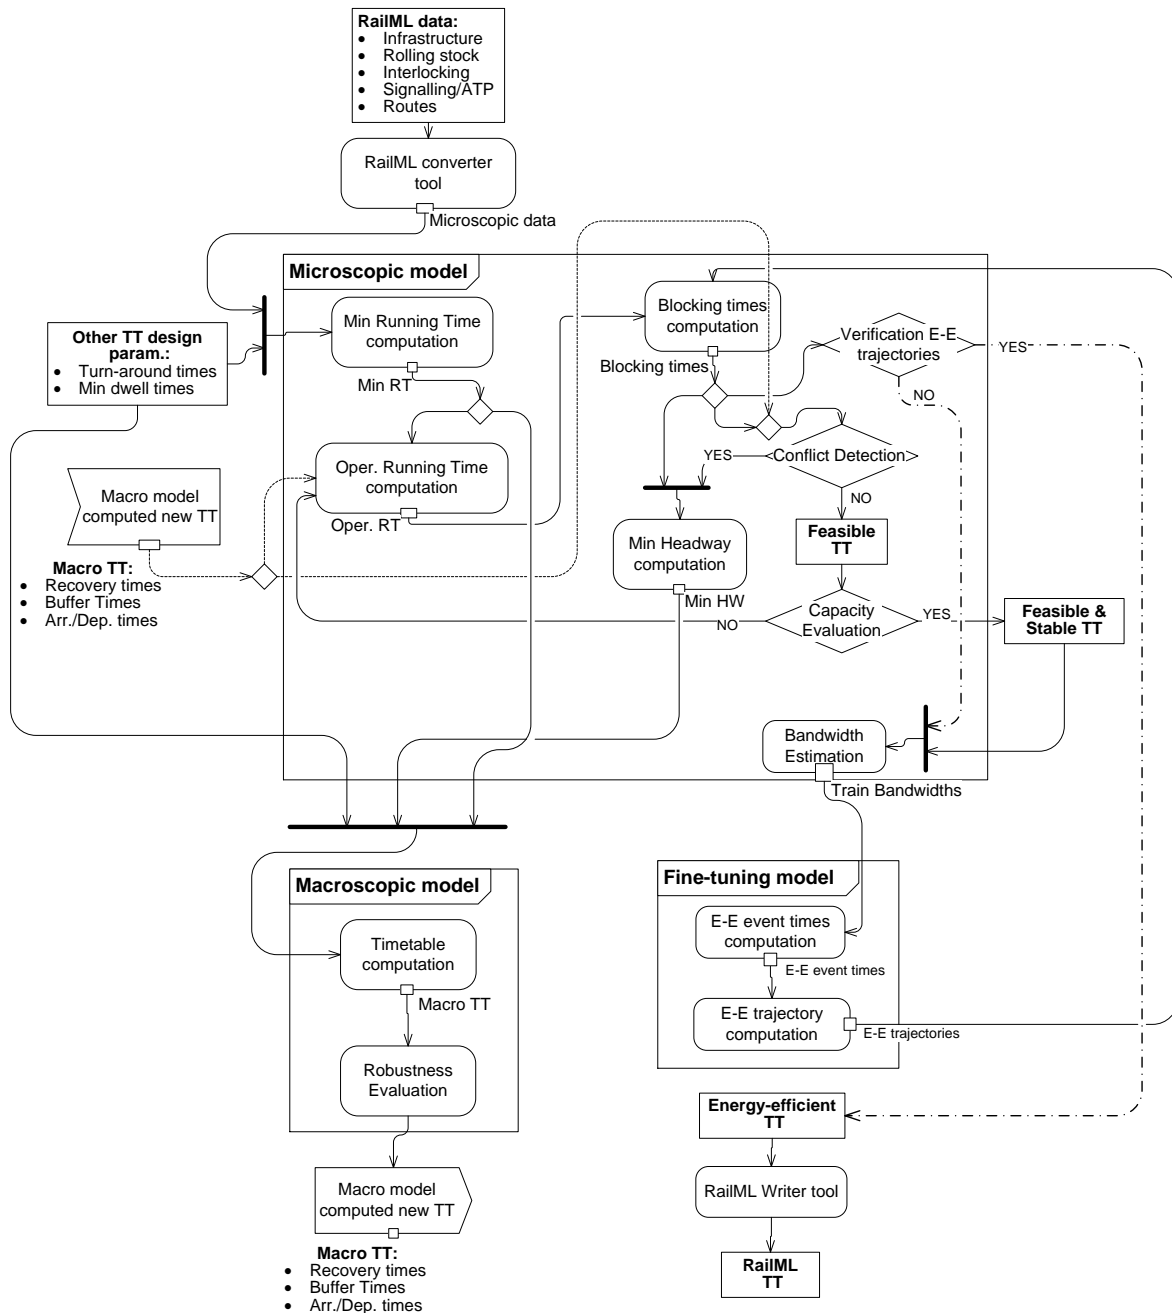 RailML data:
• Infrastructure
• Rolling stock
• Interlocking
• Signalling/ATP
• Routes
RailML converter
tool
Microscopic data
Microscopic model
Min Running Time
computation
Min RT
Blocking times
computation
Blocking times
Verification E-E
trajectories
YES
NO
Other TT design
param.:
• Turn-around times
• Min dwell times
Oper. Running Time
computation
Oper. RT
YES
Conflict Detection
NO
Macro model
computed new TT
Macro TT:
• Recovery times
• Buffer Times
• Arr./Dep. times
Min Headway
computation
Min HW
Feasible
TT
NO
Capacity
Evaluation
YES
Feasible &
Stable TT
Bandwidth
Estimation
Train Bandwidths
Macroscopic model
Timetable
computation
Macro TT
Robustness
Evaluation
Macro model
computed new TT
Macro TT:
• Recovery times
• Buffer Times
• Arr./Dep. times
Fine-tuning model
E-E event times
computation
E-E event times
E-E trajectory
computation
E-E trajectories
Energy-efficient
TT
RailML Writer tool
RailML
TT